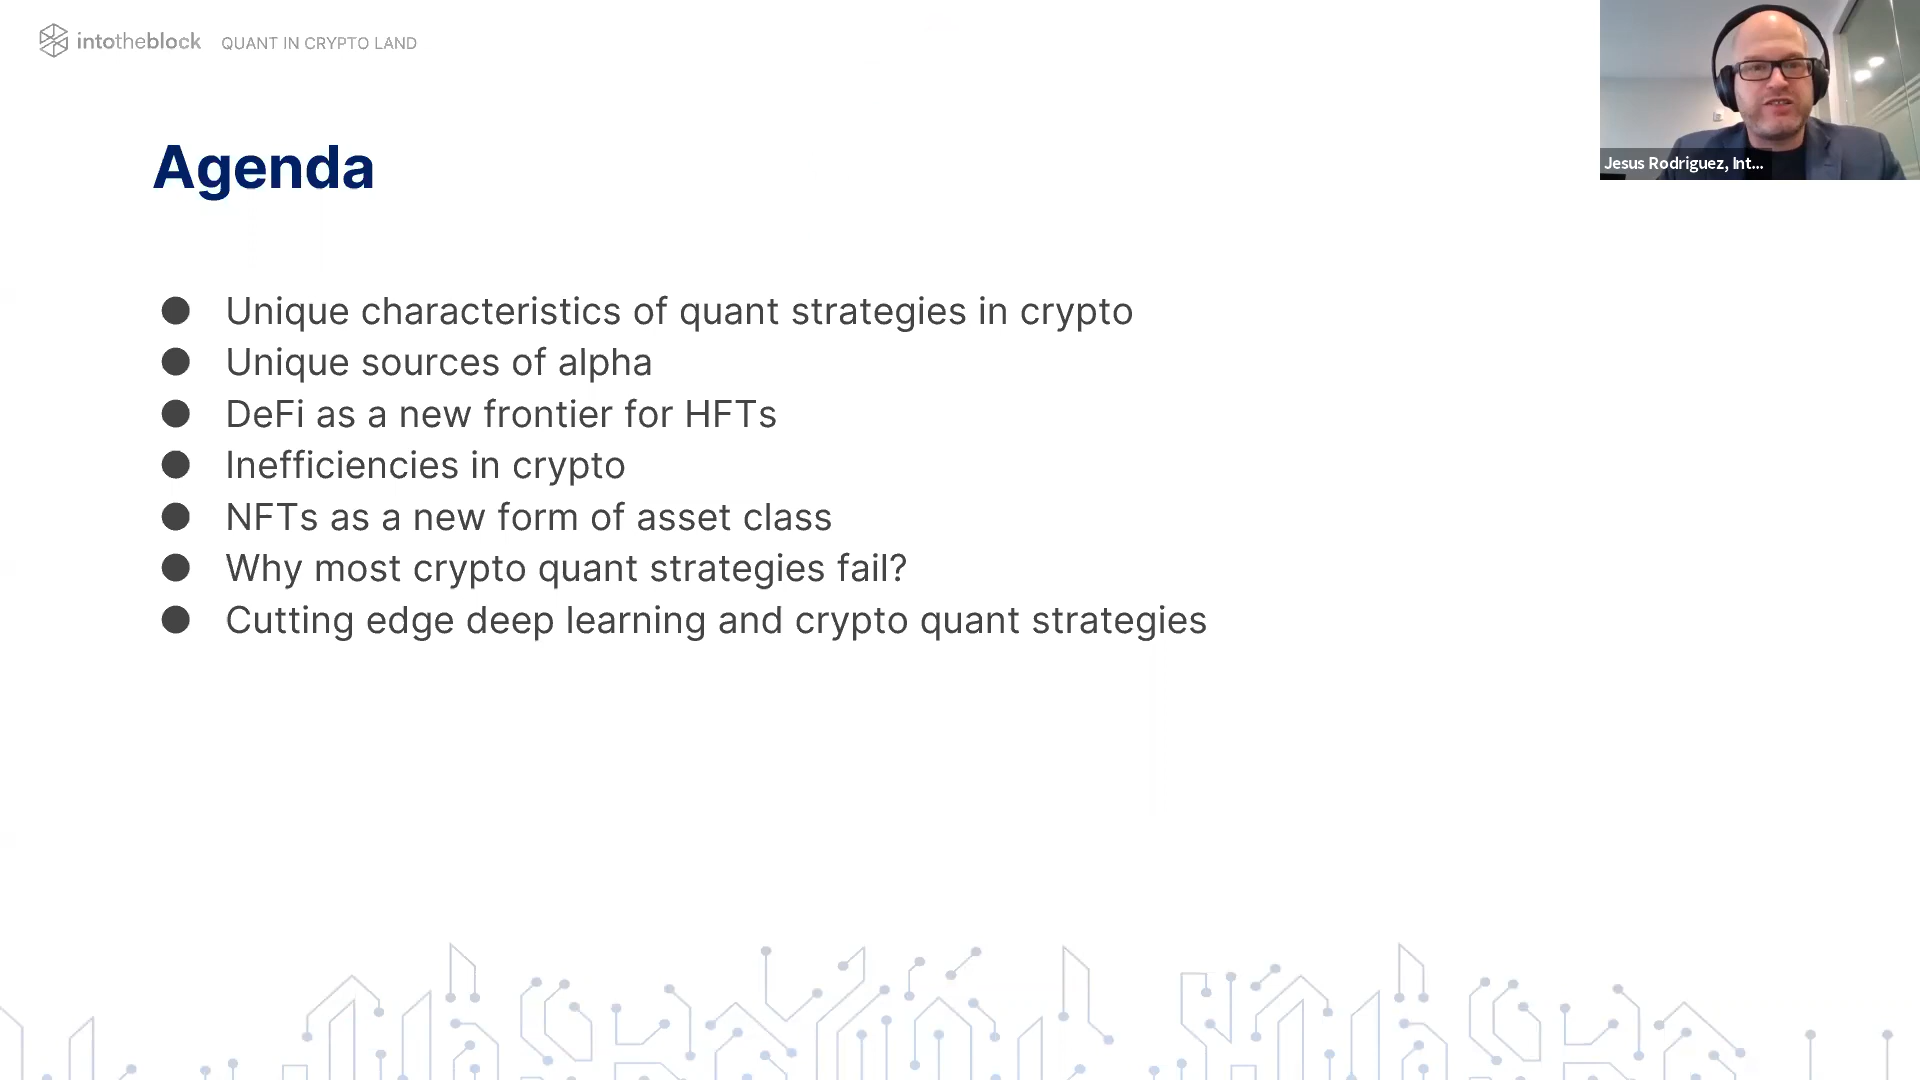 intotheblock QUANT IN CRYPTO LAND
Jesus Rodriguez, Int...
Agenda
● Unique characteristics of quant strategies in crypto
● Unique sources of alpha
● DeFi as a new frontier for HFTs
● Inefficiencies in crypto
● NFTs as a new form of asset class
● Why most crypto quant strategies fail?
● Cutting edge deep learning and crypto quant strategies